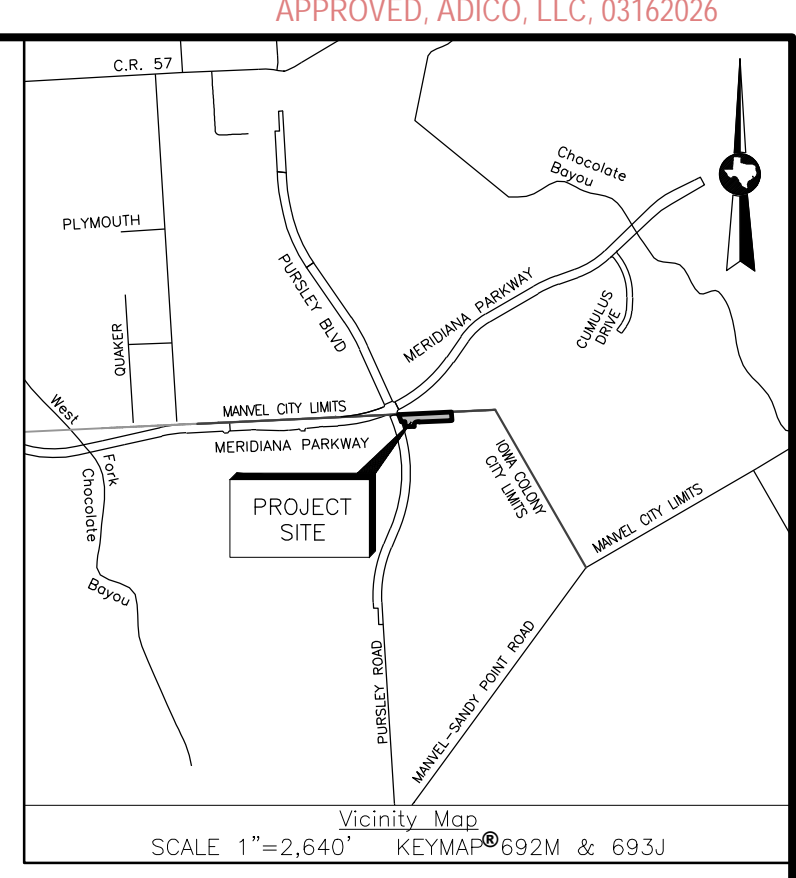 APPROVED, ADICO, LLC, 03162026
C.R. 57
Chocolate
Bayou
PLYMOUTH
PURSLEY BLVD
MERIDIANA PARKWAY
CUMULUS
DRIVE
QUAKER
West
Fork
Chocolate
Bayou
MANVEL CITY LIMITS
MERIDIANA PARKWAY
IOWA COLONY
CITY LIMITS
MANVEL CITY LIMITS
PROJECT
SITE
PURSLEY ROAD
MANVEL-SANDY POINT ROAD
Vicinity Map
SCALE 1"=2,640' KEYMAP®692M & 693J